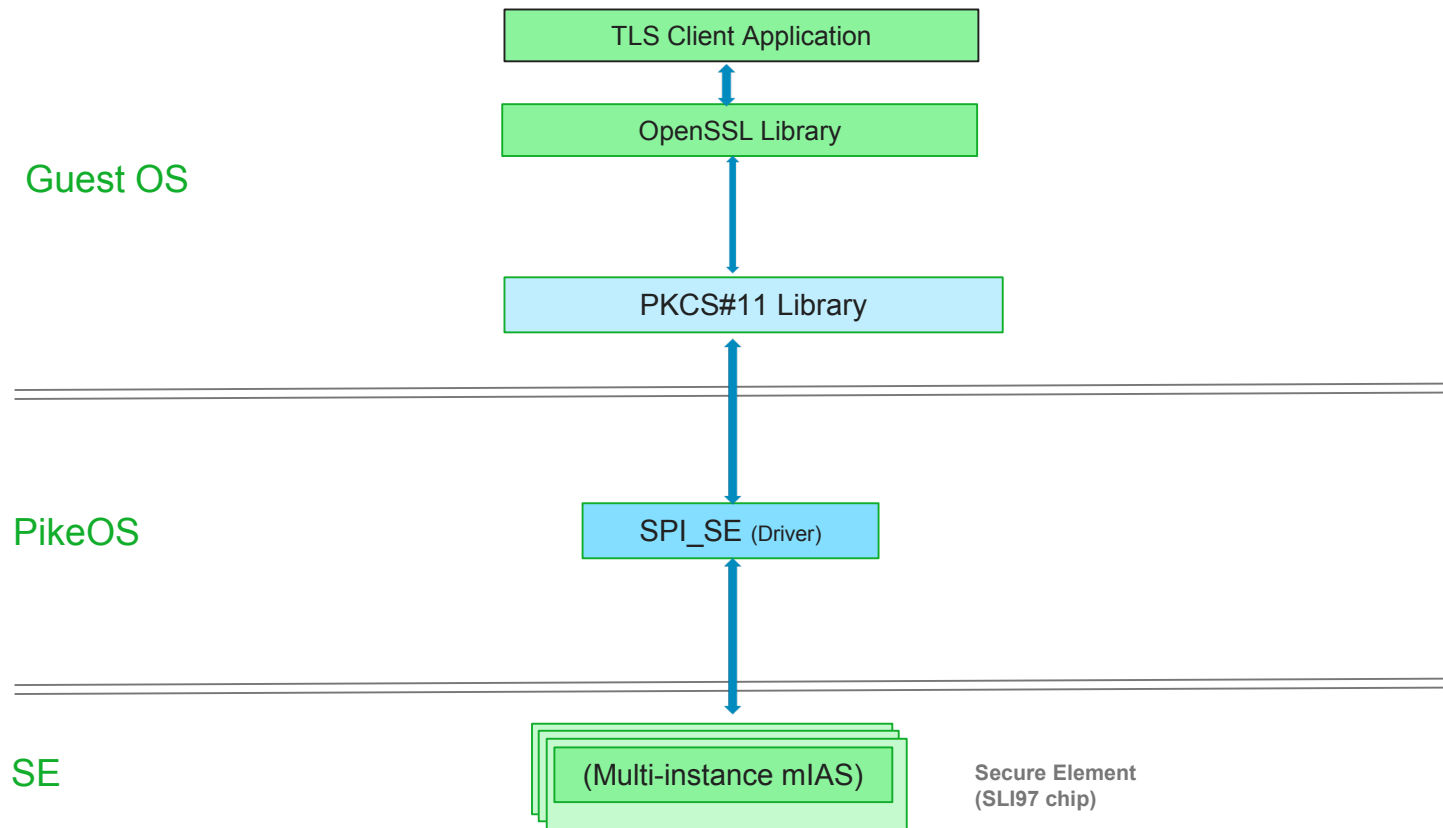 TLS Client Application
OpenSSL Library
Guest OS
PKCS#11 Library
PikeOS
SPI_SE (Driver)
SE
(Multi-instance mIAS)
Secure Element
(SLI97 chip)